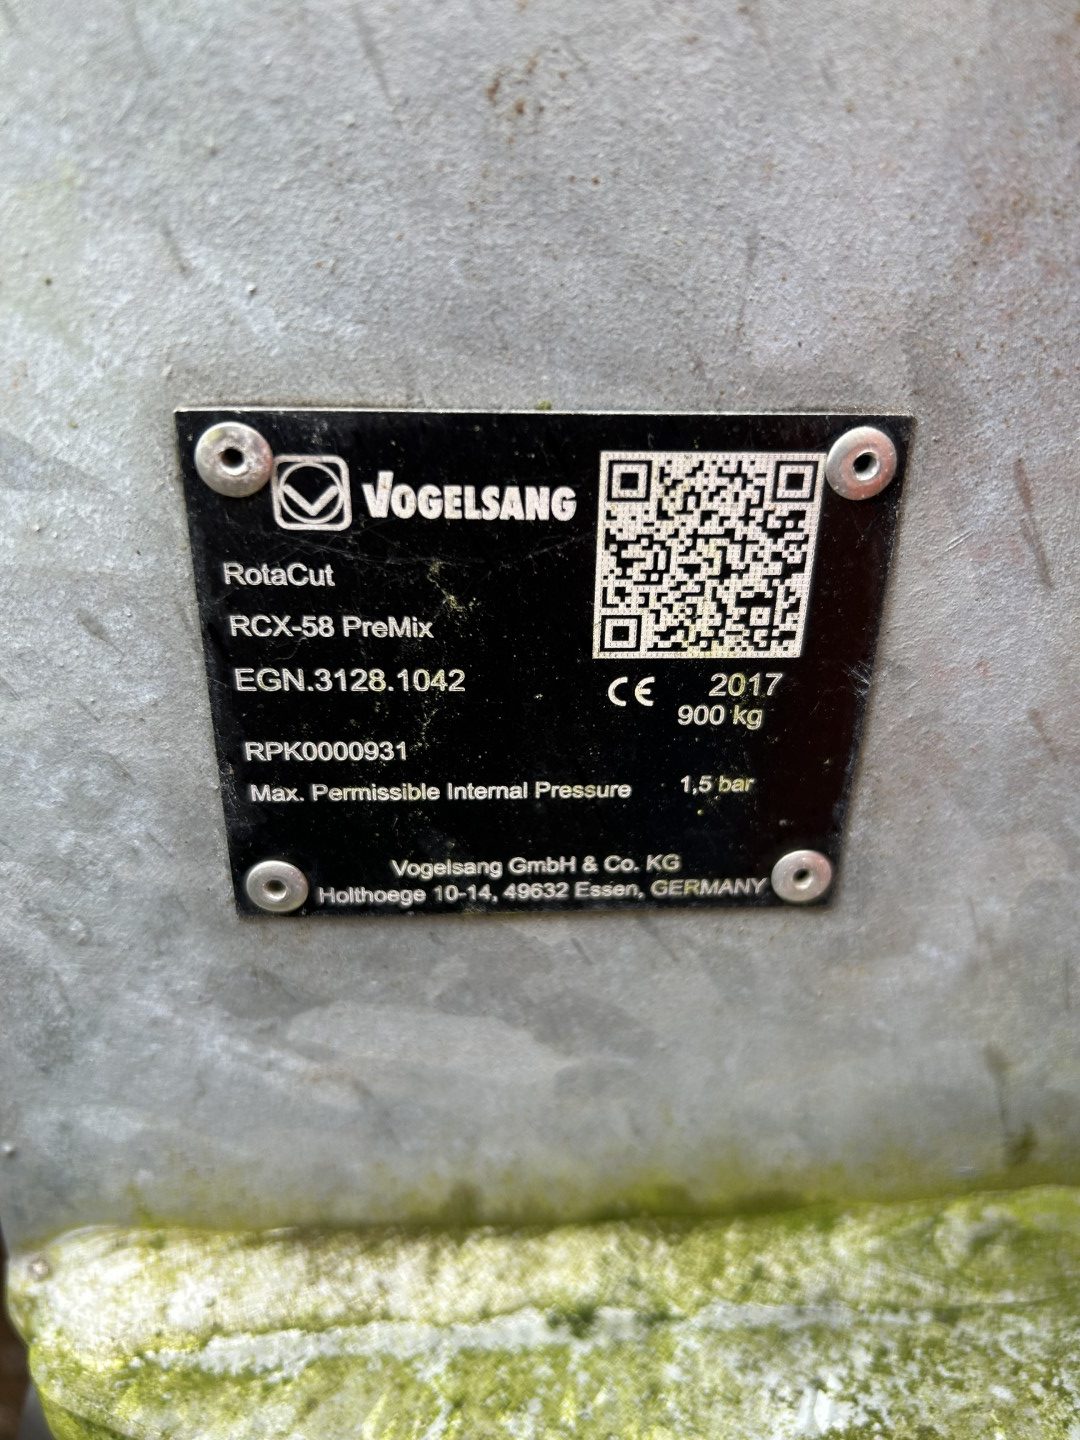 VOGELSANG
RotaCut
RCX-58 PreMix
EGN.3128.1042
CE 2017
900 kg
RPK0000931
Max. Permissible Internal Pressure 1,5 bar
Vogelsang GmbH & Co. KG
Holthoege 10-14, 49632 Essen, GERMANY